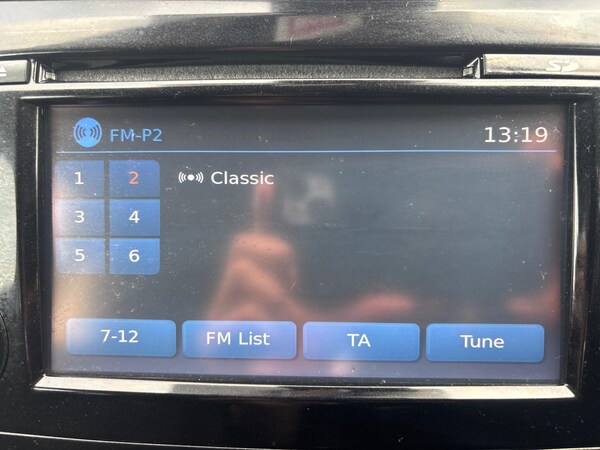 SD
FM-P2 13:19
1 2 Classic
3 4
5 6
7-12 FM List TA Tune